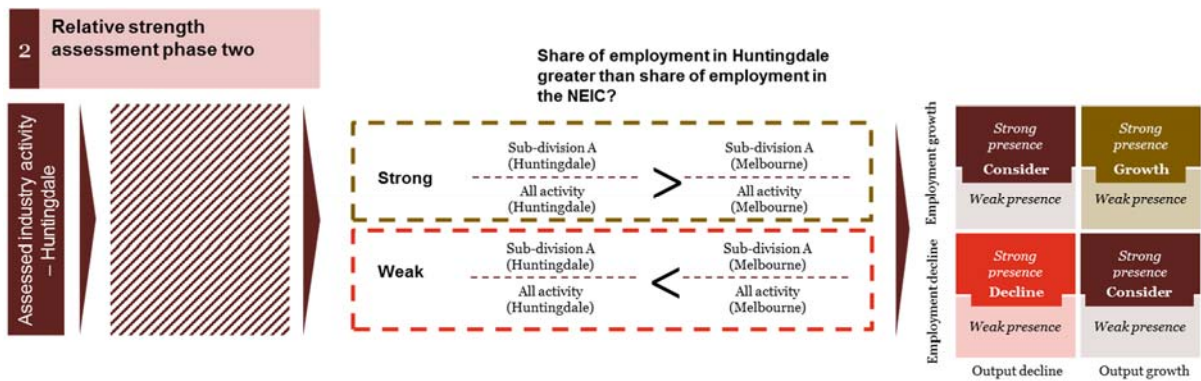 2
Relative strength
assessment phase two
Share of employment in Huntingdale
greater than share of employment in
the NEIC?
Assessed industry activity
– Huntingdale
Strong
Sub-division A
(Huntingdale)
All activity
(Huntingdale)
>
Sub-division A
(Melbourne)
All activity
(Melbourne)
Weak
Sub-division A
(Huntingdale)
All activity
(Huntingdale)
<
Sub-division A
(Melbourne)
All activity
(Melbourne)
Employment growth
Strong
presence
Consider
Weak presence
Strong
presence
Growth
Weak presence
Employment decline
Strong
presence
Decline
Weak presence
Strong
presence
Consider
Weak presence
Output decline
Output growth